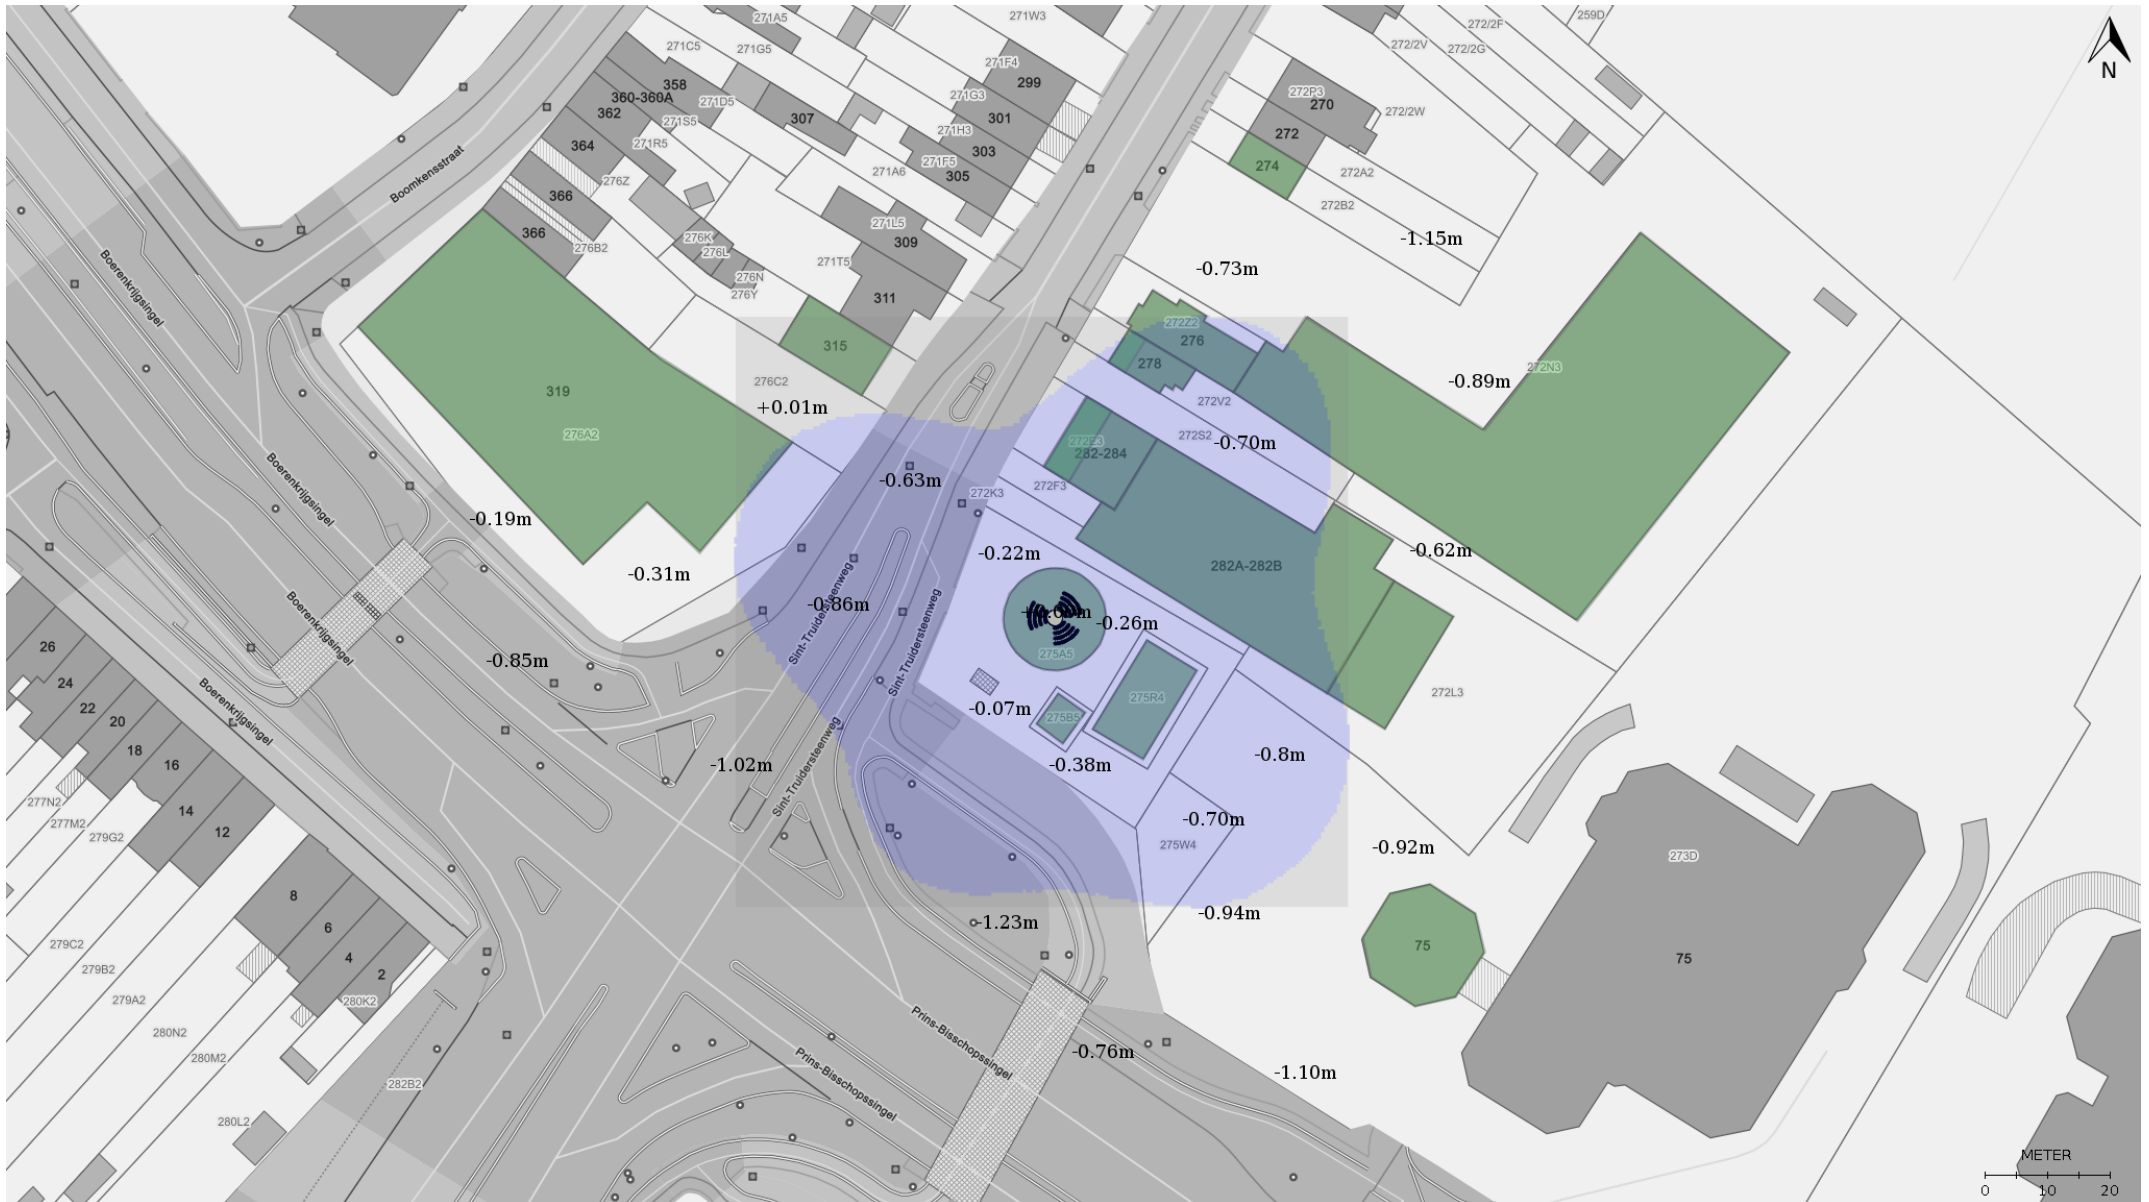 271A5
271W3
272/2F
259D
271C5
271G5
272/2V
272/2G
N
271F4
358
299
360-360A
271D5
271G3
272P3
270
272/2W
362
271S5
307
301
272
271H3
364
271R5
303
271F5
274
Boomkensstraat
305
271A6
272A2
276Z
366
272B2
271L5
366
276K
309
-1.15m
276B2
276L
271T5
-0.73m
Boerenkrijgsingel
276N
276Y
311
272Z2
276
315
278
272N3
276C2
-0.89m
319
272V2
+0.01m
276A2
272S2
-0.70m
282-284
-0.63m
272F3
272K3
Boerenkrijgsingel
-0.19m
-0.22m
-0.62m
282A-282B
-0.31m
-0.86m
Sint-Truidersteenweg
Sint-Truidersteenweg
-0.26m
Boerenkrijgsingel
275A5
26
-0.85m
24
272L3
275R4
22
-0.07m
275B5
20
Boerenkrijgsingel
18
-0.8m
16
-1.02m
-0.38m
Sint-Truidersteenweg
277N2
14
277M2
-0.70m
12
279G2
275W4
-0.92m
273D
8
-0.94m
6
-1.23m
279C2
75
4
75
279B2
2
279A2
280K2
280N2
Prins-Bisschopssingel
-0.76m
280M2
Prins-Bisschopssingel
-1.10m
282B2
280L2
METER
0 10 20